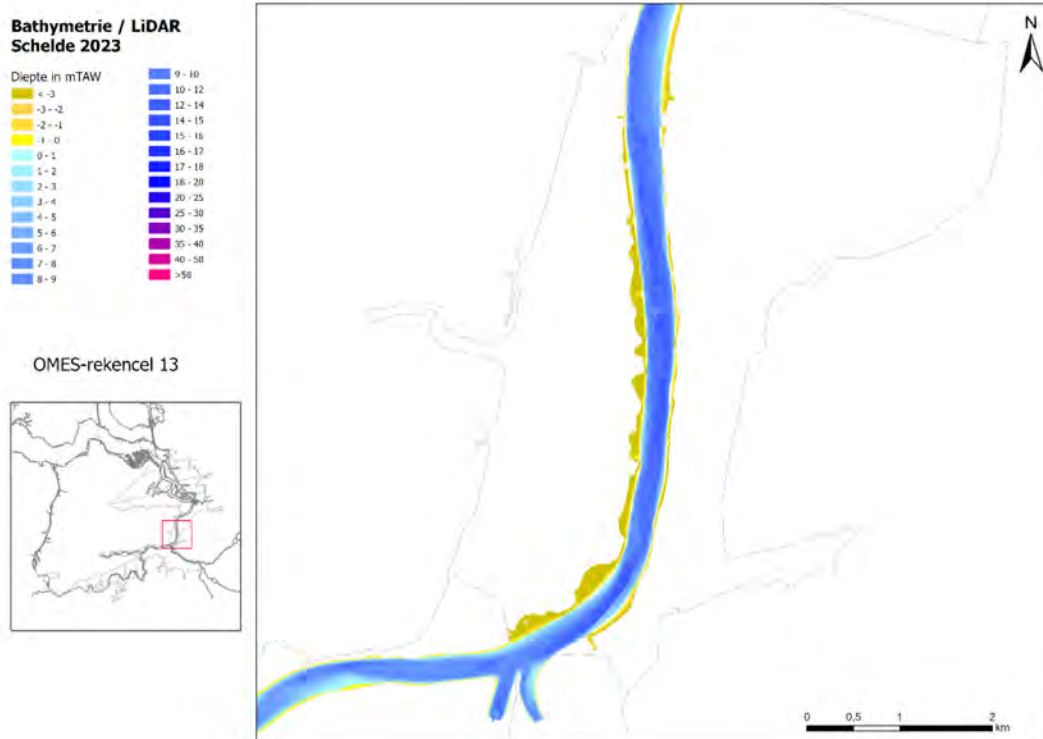 Bathymetrie / LiDAR
Schelde 2023
Diepte in mTAW
< -3
-3 - -2
-2 - -1
-1 - 0
0 - 1
1 - 2
2 - 3
3 - 4
4 - 5
5 - 6
6 - 7
7 - 8
8 - 9
9 - 10
10 - 12
12 - 14
14 - 15
15 - 16
16 - 17
17 - 18
18 - 20
20 - 25
25 - 30
30 - 35
35 - 40
40 - 50
>50
OMES-rekencel 13
N
0 0,5 1 2
km